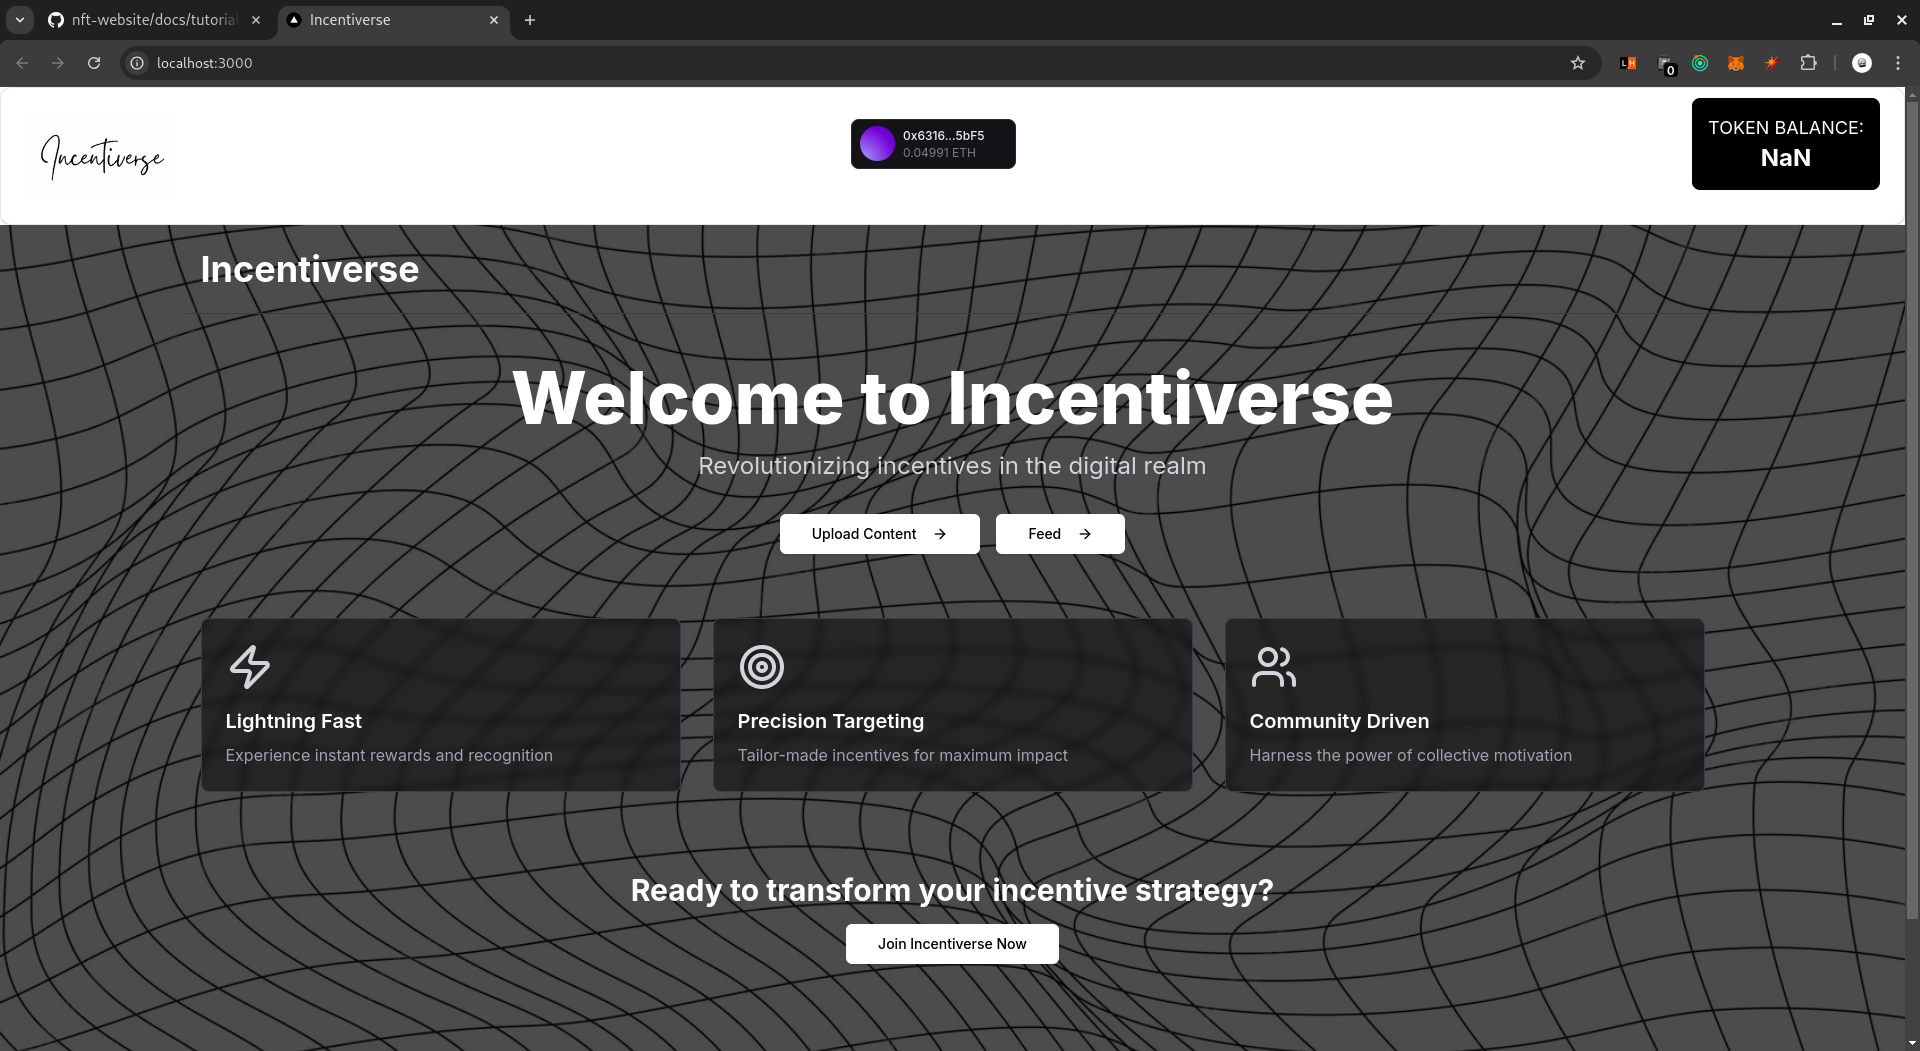 nft-website/docs/tutoria
Incentiverse
localhost:3000
LH
0
Incentiverse
0x6316...5bF5
0.04991 ETH
TOKEN BALANCE:
NaN
Incentiverse
Welcome to Incentiverse
Revolutionizing incentives in the digital realm
Upload Content
Feed
Lightning Fast
Experience instant rewards and recognition
Precision Targeting
Tailor-made incentives for maximum impact
Community Driven
Harness the power of collective motivation
Ready to transform your incentive strategy?
Join Incentiverse Now